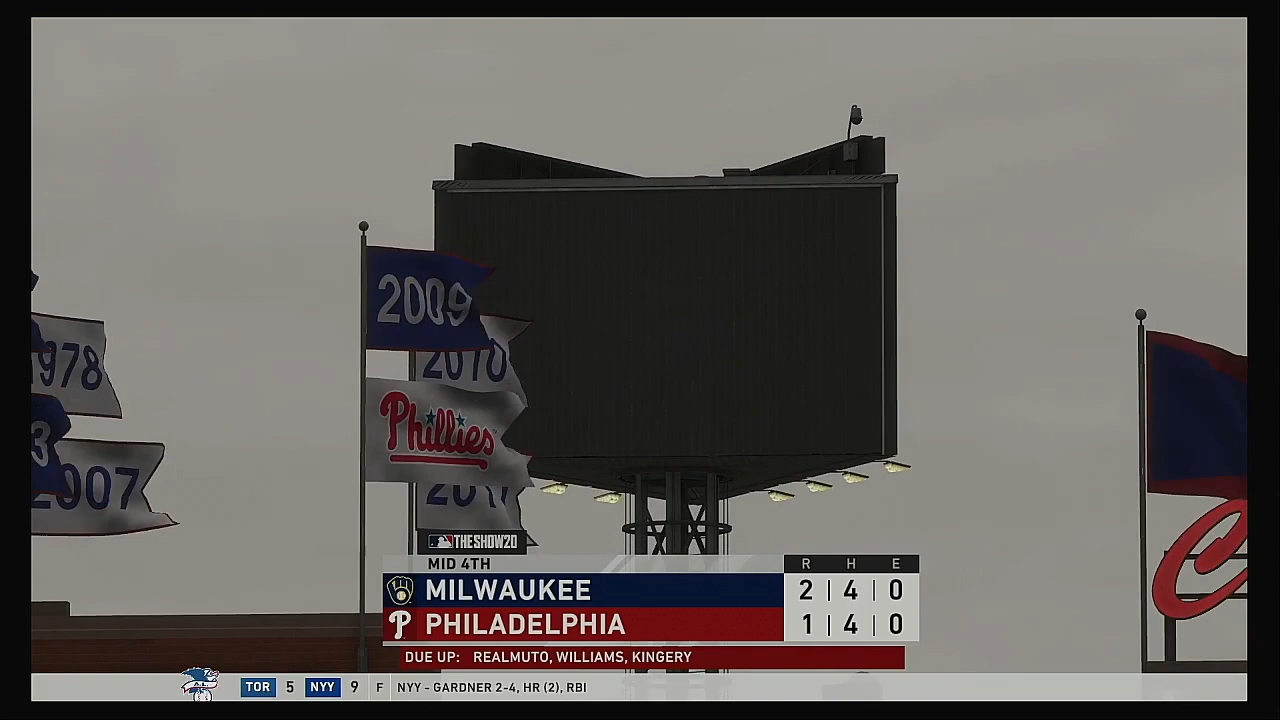 2009
2010
978
Phillies
3
2007
2011
THESHOW20
MID 4TH
R H E
MILWAUKEE 2 4 0
PHILADELPHIA 1 4 0
DUE UP: REALMUTO, WILLIAMS, KINGERY
TOR 5 NYY 9 F NYY - GARDNER 2-4, HR (2), RBI